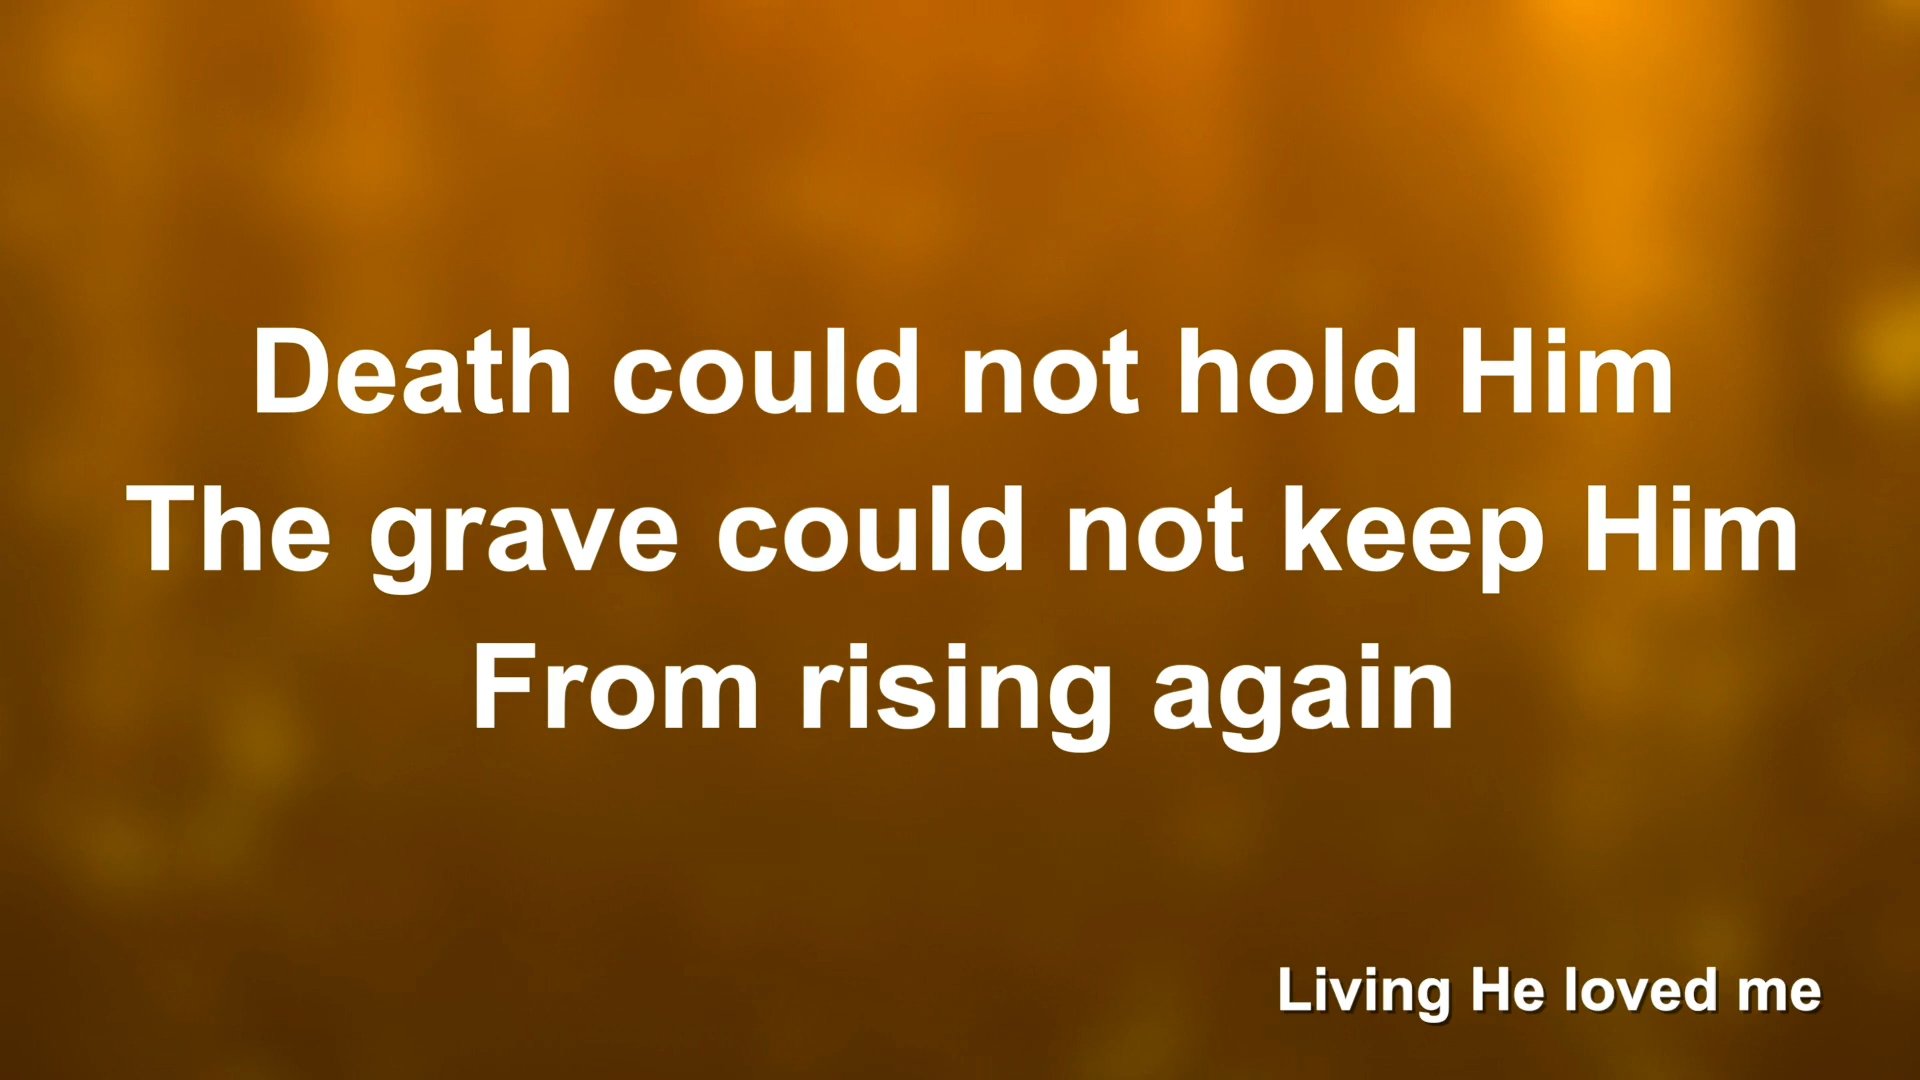 Death could not hold Him
The grave could not keep Him
From rising again
Living He loved me